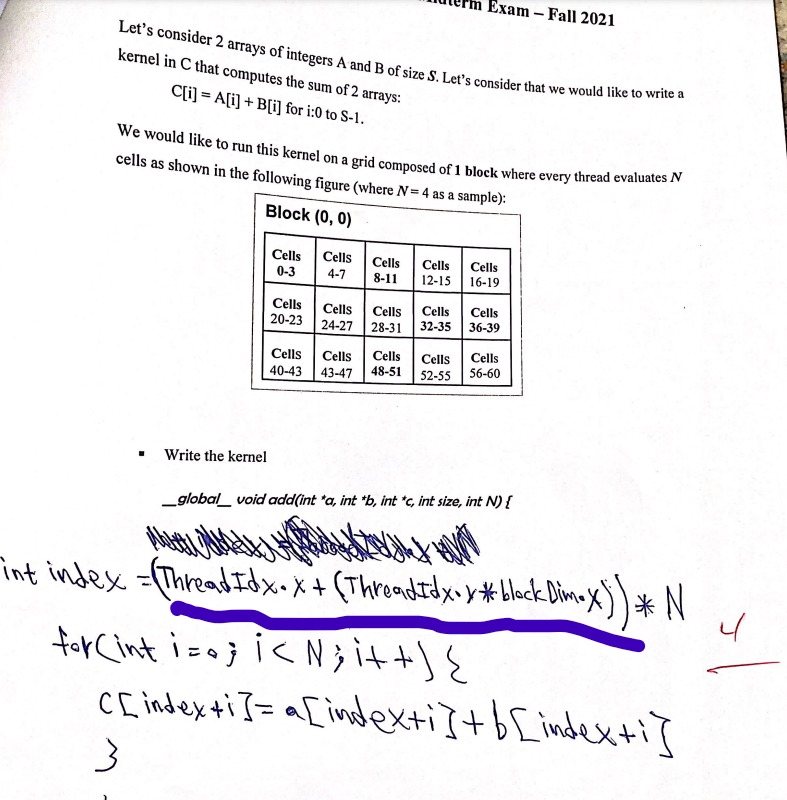 Exam – Fall 2021
Let's consider 2 arrays of integers A and B of size S. Let's consider that we would like to write a
kernel in C that computes the sum of 2 arrays:
C[i] = A[i] + B[i] for i:0 to S-1.
We would like to run this kernel on a grid composed of 1 block where every thread evaluates N
cells as shown in the following figure (where N= 4 as a sample):
Block (0, 0)
Cells 0-3 Cells 4-7 Cells 8-11 Cells 12-15 Cells 16-19
Cells 20-23 Cells 24-27 Cells 28-31 Cells 32-35 Cells 36-39
Cells 40-43 Cells 43-47 Cells 48-51 Cells 52-55 Cells 56-60
▪ Write the kernel
__global__ void add(int *a, int *b, int *c, int size, int N) {
int index =(ThreadIdx.x + (ThreadIdx.y * blockDim.x)) * N
4
for(int i=0; i < N; i++) {
C[index+i]= a[index+i]+b[index+i]
}